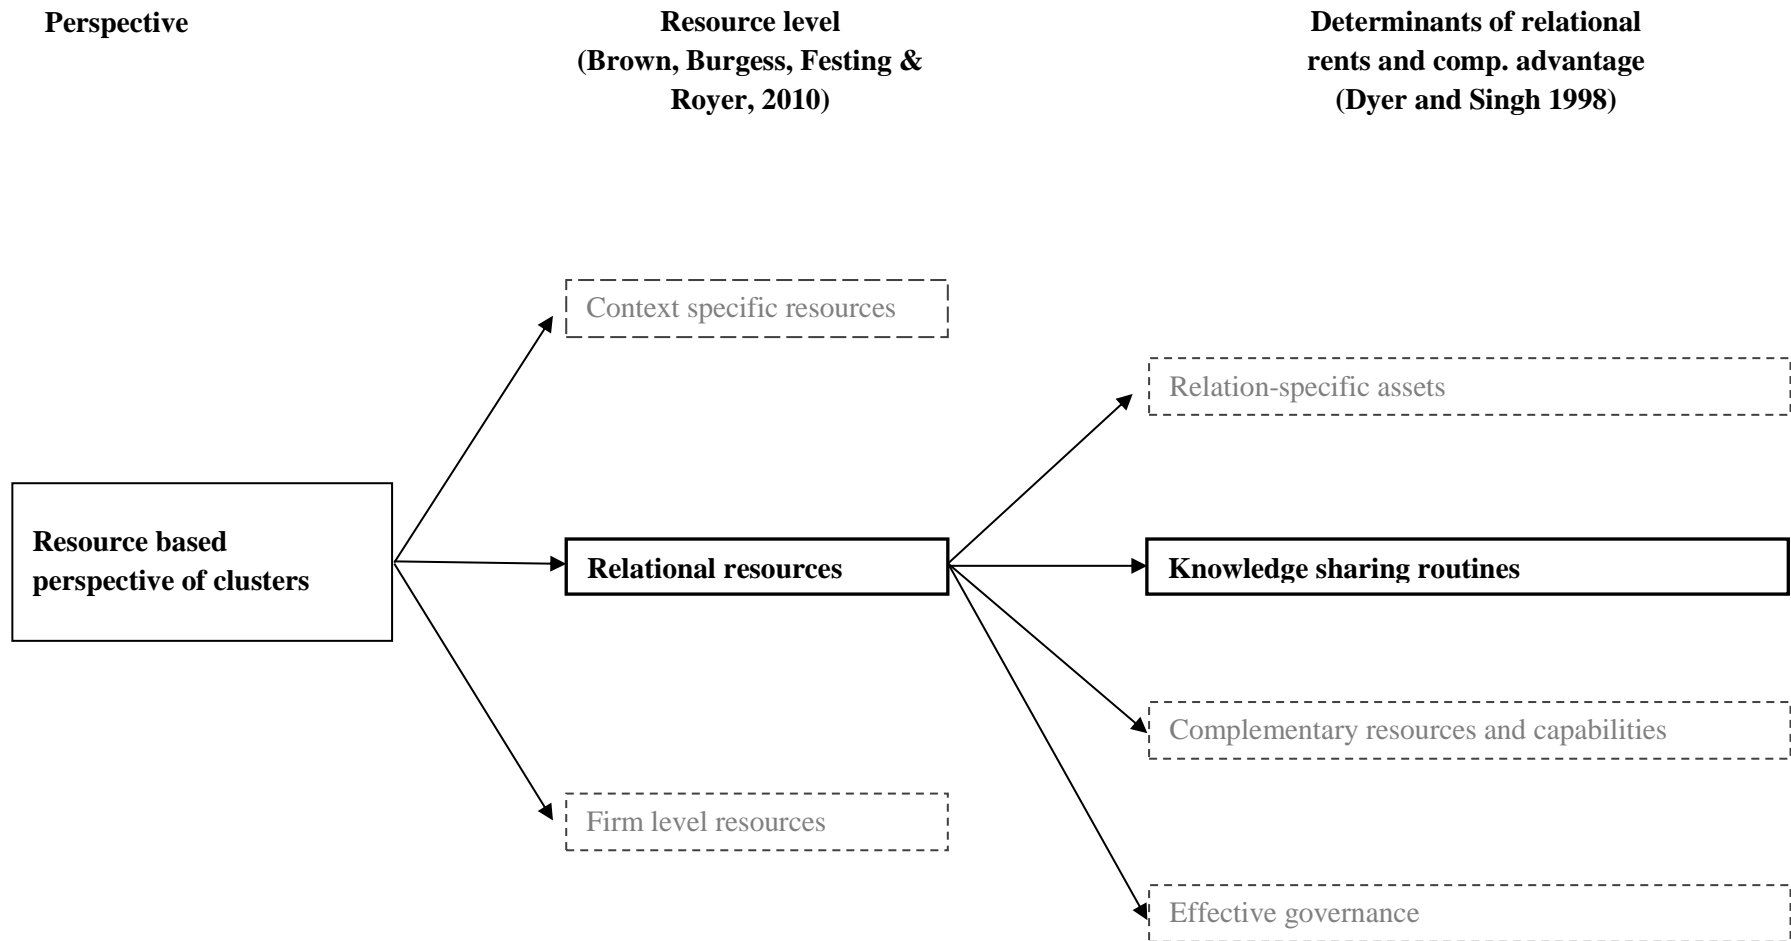 Perspective
Resource level
(Brown, Burgess, Festing &
Royer, 2010)
Determinants of relational
rents and comp. advantage
(Dyer and Singh 1998)
Context specific resources
Relation-specific assets
Resource based
perspective of clusters
Relational resources
Knowledge sharing routines
Complementary resources and capabilities
Firm level resources
Effective governance